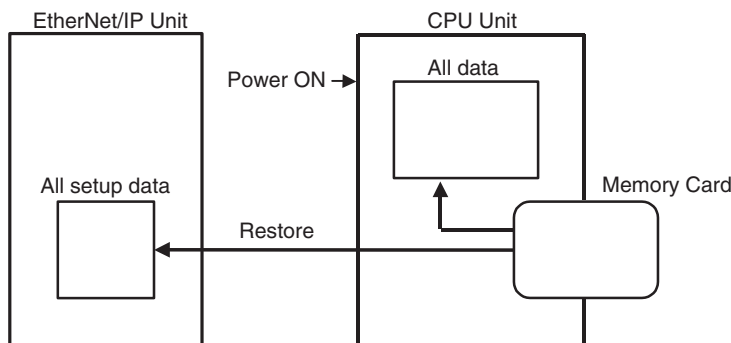 EtherNet/IP Unit
CPU Unit
Power ON
All data
All setup data
Memory Card
Restore